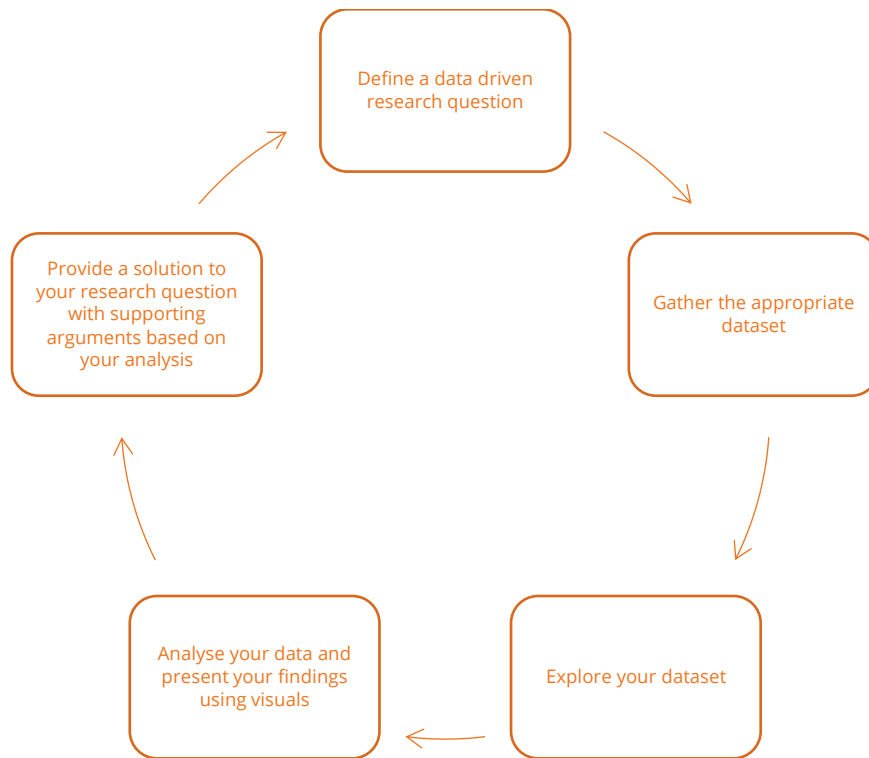 Define a data driven
research question
Gather the appropriate
dataset
Explore your dataset
Analyse your data and
present your findings
using visuals
Provide a solution to
your research question
with supporting
arguments based on
your analysis